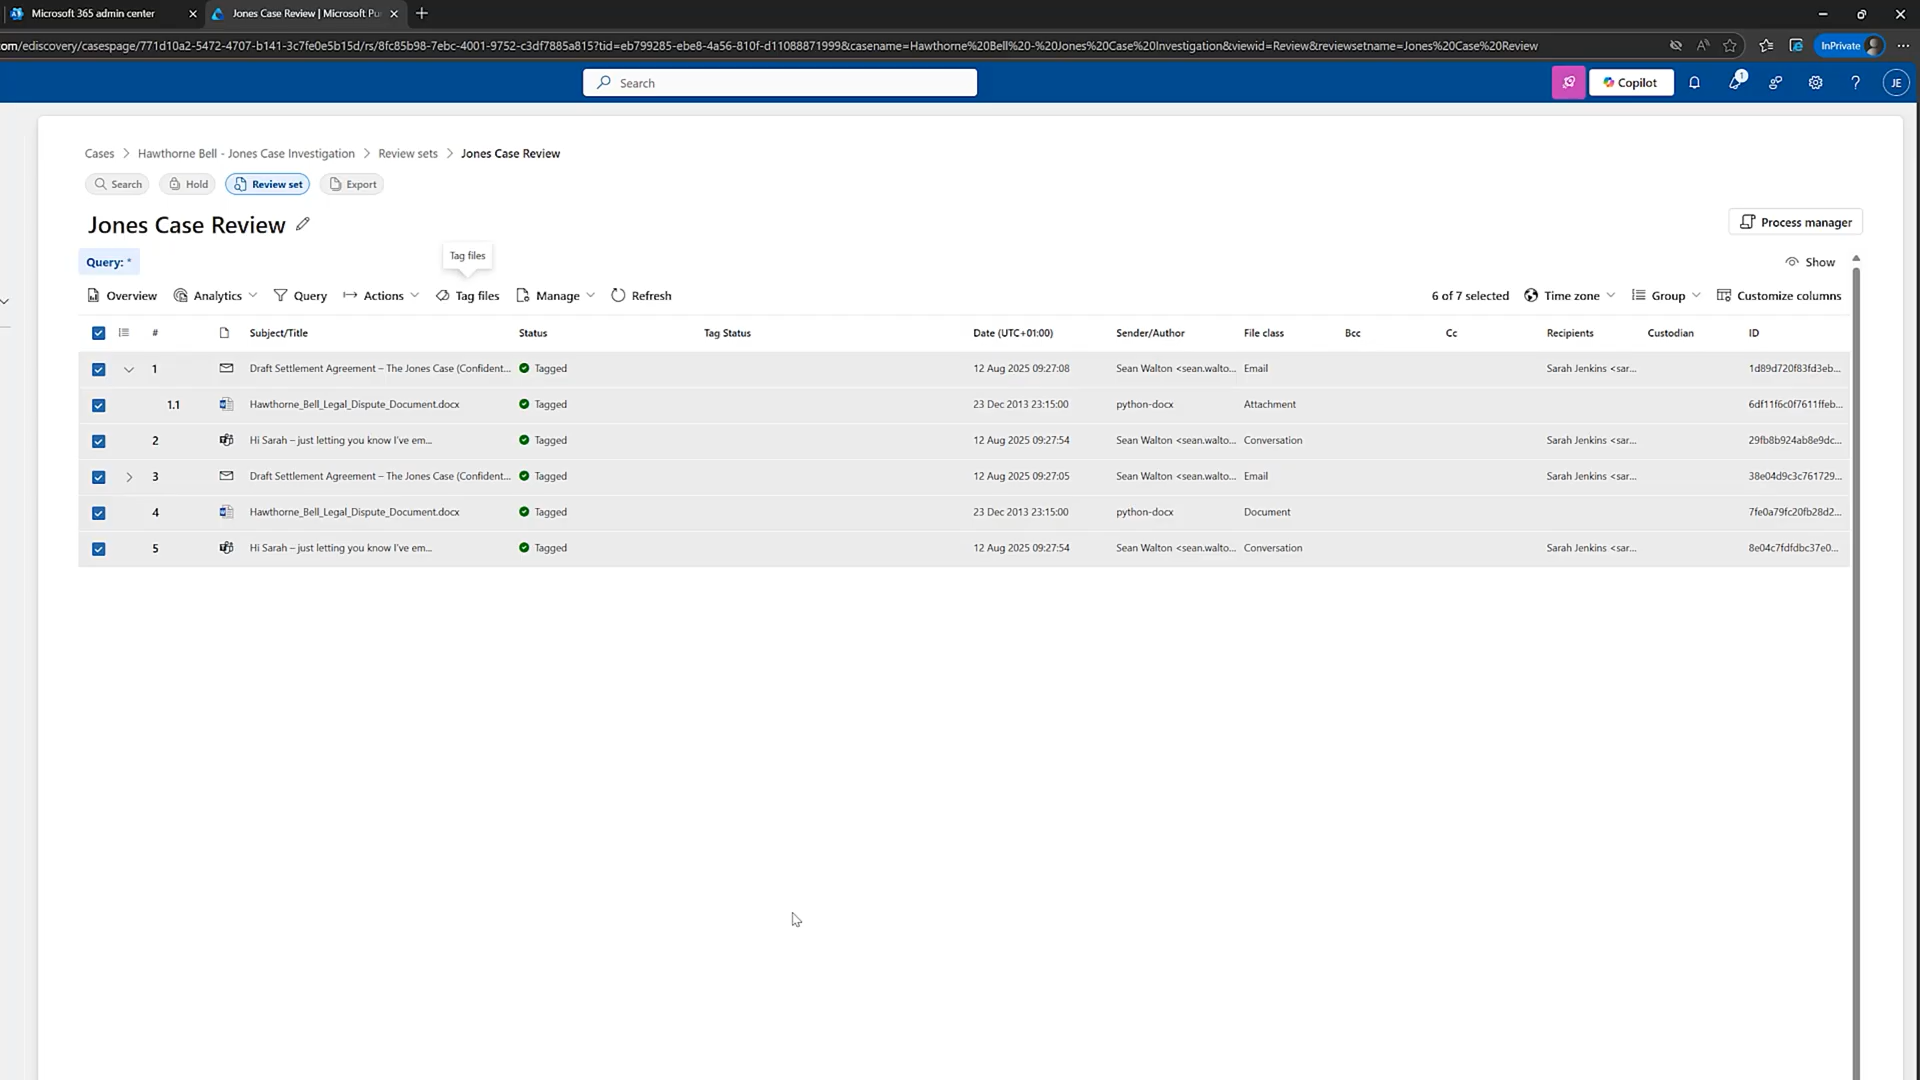 Microsoft 365 admin center
Jones Case Review | Microsoft Pu
om/ediscovery/casespage/771d10a2-5472-4707-b141-3c7fe0e5b15d/rs/8fc85b98-7ebc-4001-9752-c3df7885a815?tid=eb799285-ebe8-4a56-810f-d11088871999&casename=Hawthorne%20Bell%20-%20Jones%20Case%20Investigation&viewid=Review&reviewsetname=Jones%20Case%20Review
InPrivate
Search
Copilot
1
?
JE
Cases > Hawthorne Bell - Jones Case Investigation > Review sets > Jones Case Review
Search Hold Review set Export
Jones Case Review
Process manager
Tag files
Query: *
Show
Overview Analytics Query Actions Tag files Manage Refresh 6 of 7 selected Time zone Group Customize columns
# Subject/Title Status Tag Status Date (UTC+01:00) Sender/Author File class Bcc Cc Recipients Custodian ID
1 Draft Settlement Agreement – The Jones Case (Confident... Tagged 12 Aug 2025 09:27:08 Sean Walton <sean.walto... Email Sarah Jenkins <sar... 1d89d720f83fd3eb...
1.1 Hawthorne_Bell_Legal_Dispute_Document.docx Tagged 23 Dec 2013 23:15:00 python-docx Attachment 6df11f6c0f7611ffeb...
2 Hi Sarah – just letting you know I've em... Tagged 12 Aug 2025 09:27:54 Sean Walton <sean.walto... Conversation Sarah Jenkins <sar... 29fb8b924ab8e9dc...
3 Draft Settlement Agreement – The Jones Case (Confident... Tagged 12 Aug 2025 09:27:05 Sean Walton <sean.walto... Email Sarah Jenkins <sar... 38e04d9c3c761729...
4 Hawthorne_Bell_Legal_Dispute_Document.docx Tagged 23 Dec 2013 23:15:00 python-docx Document 7fe0a79fc20fb28d2...
5 Hi Sarah – just letting you know I've em... Tagged 12 Aug 2025 09:27:54 Sean Walton <sean.walto... Conversation Sarah Jenkins <sar... 8e04c7fdfdbc37e0...